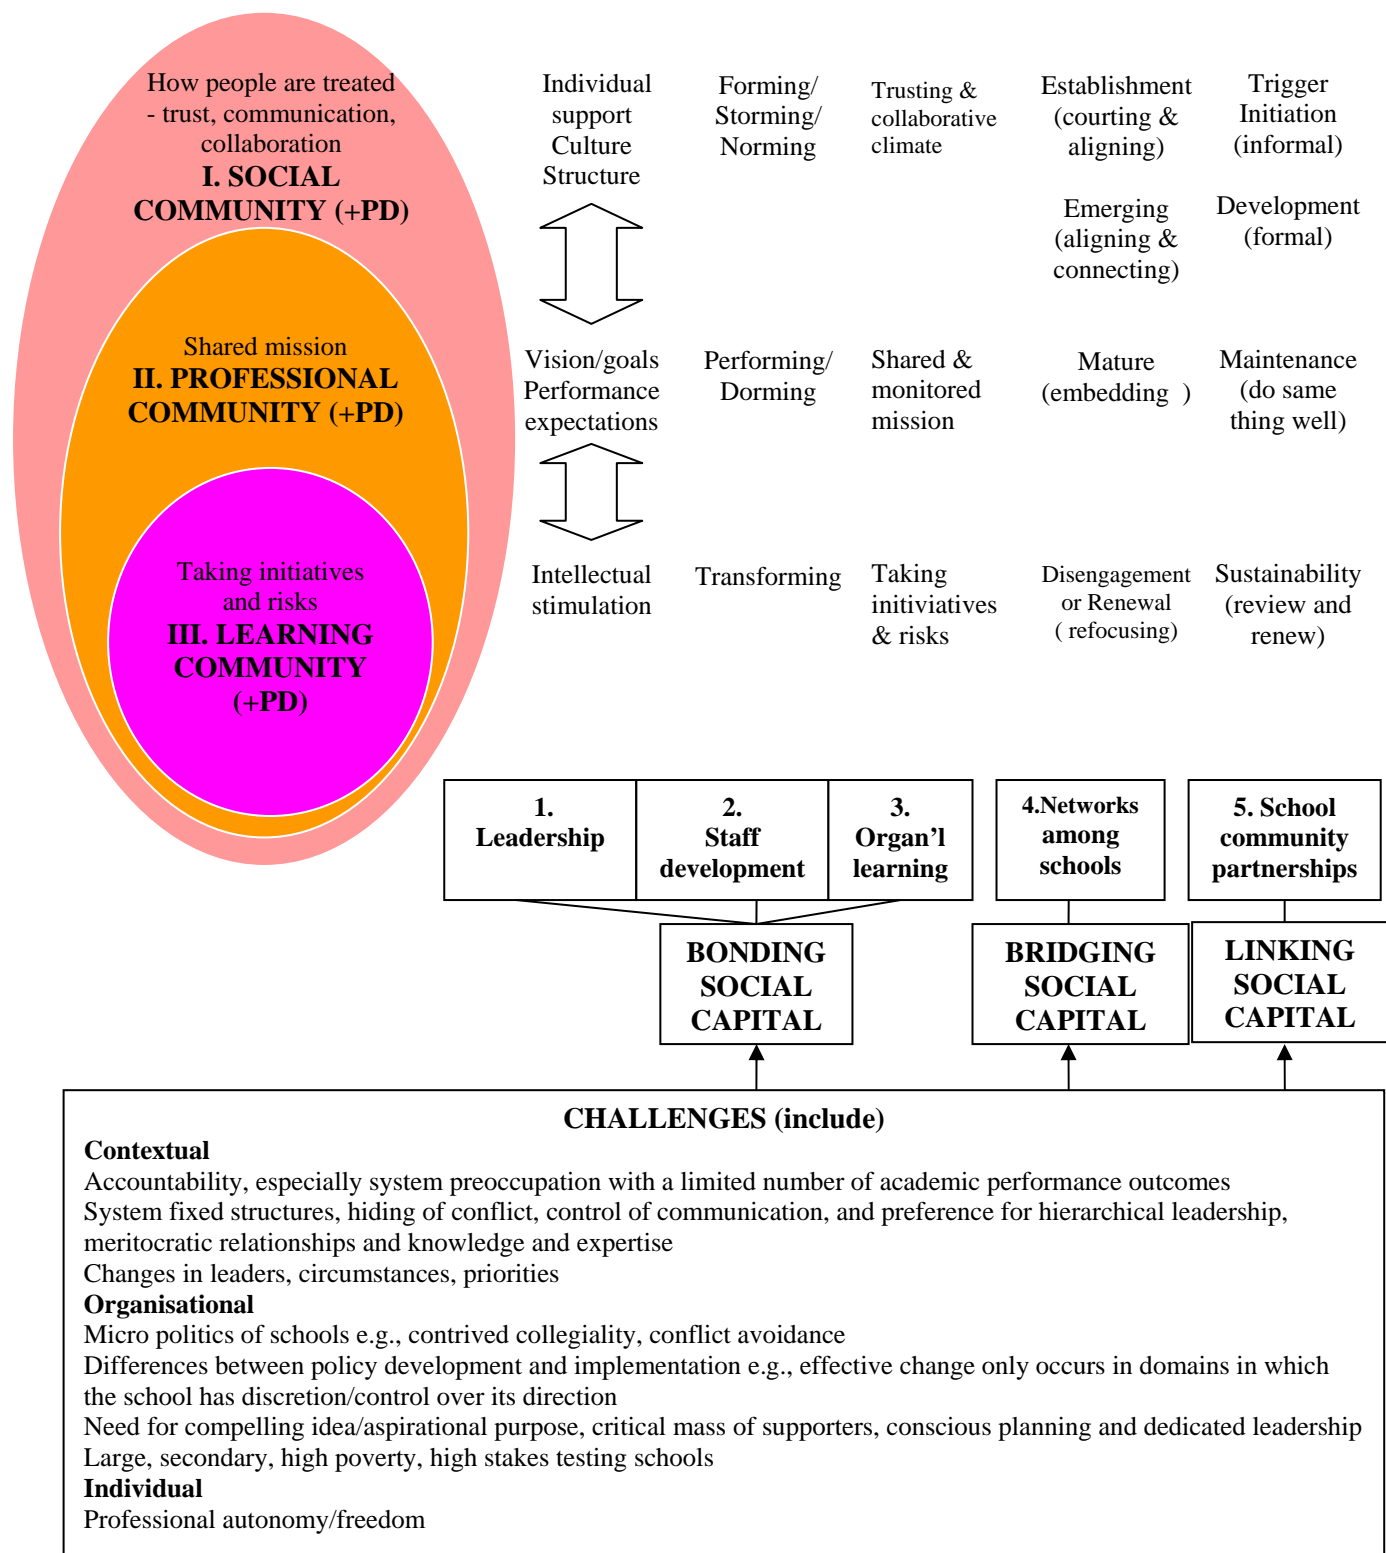 How people are treated
- trust, communication,
collaboration
I. SOCIAL
COMMUNITY (+PD)
Shared mission
II. PROFESSIONAL
COMMUNITY (+PD)
Taking initiatives
and risks
III. LEARNING
COMMUNITY
(+PD)
Individual
support
Culture
Structure
Vision/goals
Performance
expectations
Intellectual
stimulation
Forming/
Storming/
Norming
Performing/
Dorming
Transforming
Trusting &
collaborative
climate
Shared &
monitored
mission
Taking
initiviatives
& risks
Establishment
(courting &
aligning)
Emerging
(aligning &
connecting)
Mature
(embedding  )
Disengagement
or Renewal
( refocusing)
Trigger
Initiation
(informal)
Development
(formal)
Maintenance
(do same
thing well)
Sustainability
(review and
renew)
1.
Leadership
2.
Staff
development
3.
Organ’l
learning
4.Networks
among
schools
5. School
community
partnerships
BONDING
SOCIAL
CAPITAL
BRIDGING
SOCIAL
CAPITAL
LINKING
SOCIAL
CAPITAL
CHALLENGES (include)
Contextual
Accountability, especially system preoccupation with a limited number of academic performance outcomes
System fixed structures, hiding of conflict, control of communication, and preference for hierarchical leadership,
meritocratic relationships and knowledge and expertise
Changes in leaders, circumstances, priorities
Organisational
Micro politics of schools e.g., contrived collegiality, conflict avoidance
Differences between policy development and implementation e.g., effective change only occurs in domains in which
the school has discretion/control over its direction
Need for compelling idea/aspirational purpose, critical mass of supporters, conscious planning and dedicated leadership
Large, secondary, high poverty, high stakes testing schools
Individual
Professional autonomy/freedom